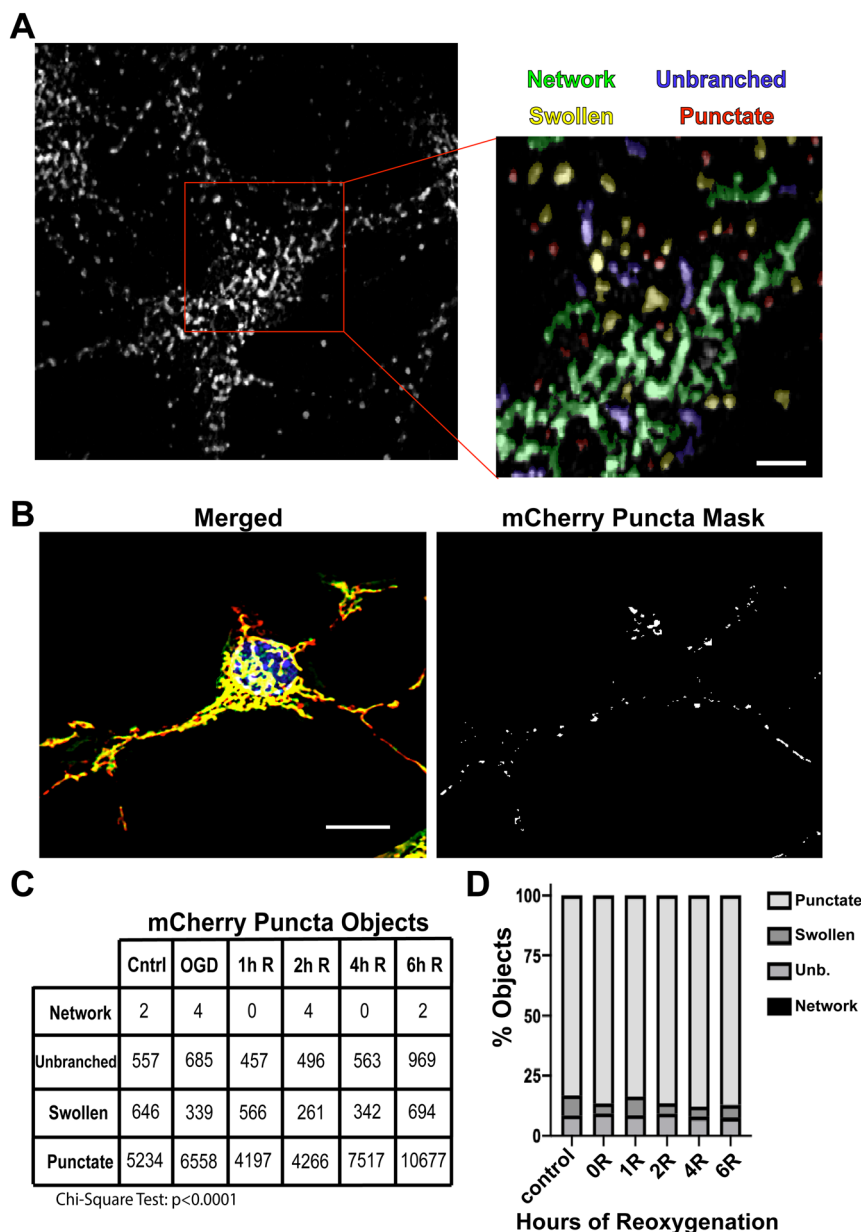 A
Network Unbranched
Swollen Punctate
B
Merged mCherry Puncta Mask
C
mCherry Puncta Objects
Cntrl OGD 1h R 2h R 4h R 6h R
Network 2 4 0 4 0 2
Unbranched 557 685 457 496 563 969
Swollen 646 339 566 261 342 694
Punctate 5234 6558 4197 4266 7517 10677
Chi-Square Test: p<0.0001
D
% Objects
100
75
50
25
0
control 0R 1R 2R 4R 6R
Hours of Reoxygenation
Punctate
Swollen
Unb.
Network